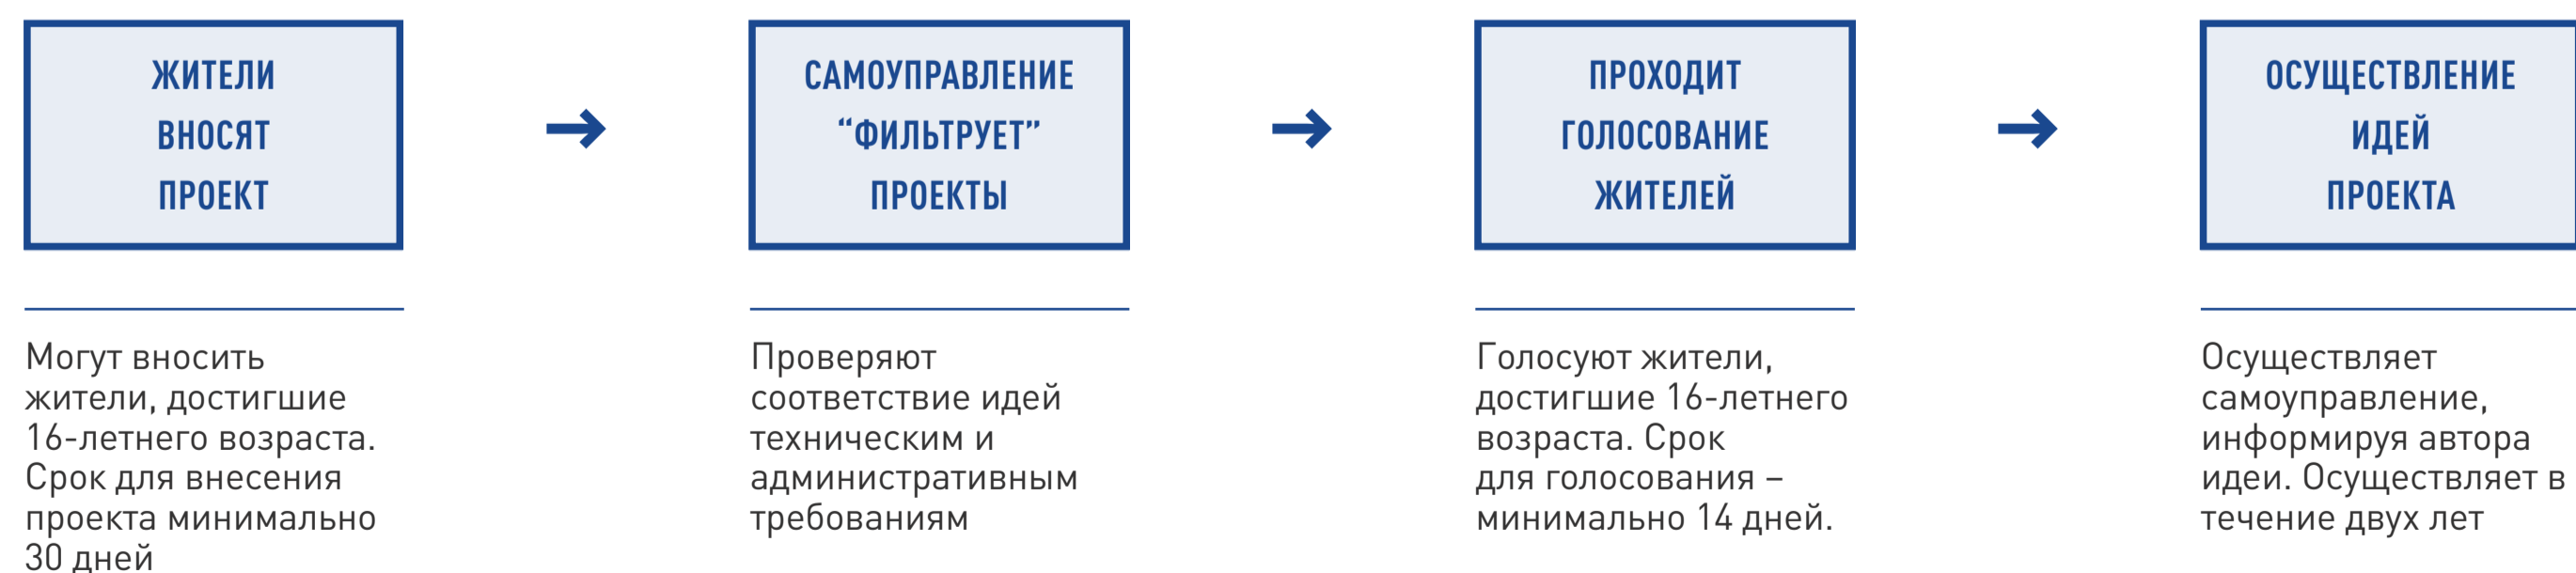 ЖИТЕЛИ
ВНОСЯТ
ПРОЕКТ
Могут вносить
жители, достигшие
16-летнего возраста.
Срок для внесения
проекта минимально
30 дней
→
САМОУПРАВЛЕНИЕ
“ФИЛЬТРУЕТ”
ПРОЕКТЫ
Проверяют
соответствие идей
техническим и
административным
требованиям
→
ПРОХОДИТ
ГОЛОСОВАНИЕ
ЖИТЕЛЕЙ
Голосуют жители,
достигшие 16-летнего
возраста. Срок
для голосования –
минимально 14 дней.
→
ОСУЩЕСТВЛЕНИЕ
ИДЕЙ
ПРОЕКТА
Осуществляет
самоуправление,
информируя автора
идеи. Осуществляет в
течение двух лет